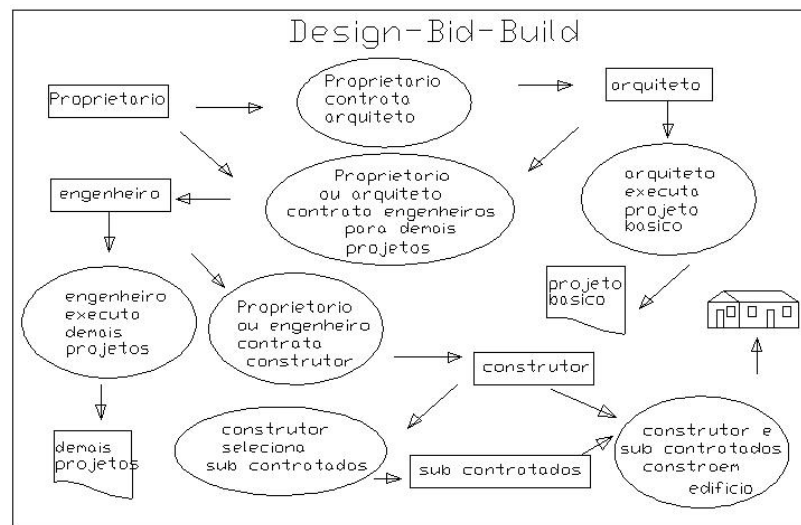 Design-Bid-Build
Proprietario
Proprietario
contrata
arquiteto
arquiteto
Proprietario
ou arquiteto
contrata engenheiros
para demais
projetos
arquiteto
executa
projeto
basico
engenheiro
projeto
basico
engenheiro
executa
demais
projetos
Proprietario
ou engenheiro
contrata
construtor
construtor
construtor
seleciona
sub contratados
sub contratados
construtor e
sub contratados
constroem
edificio
demais
projetos